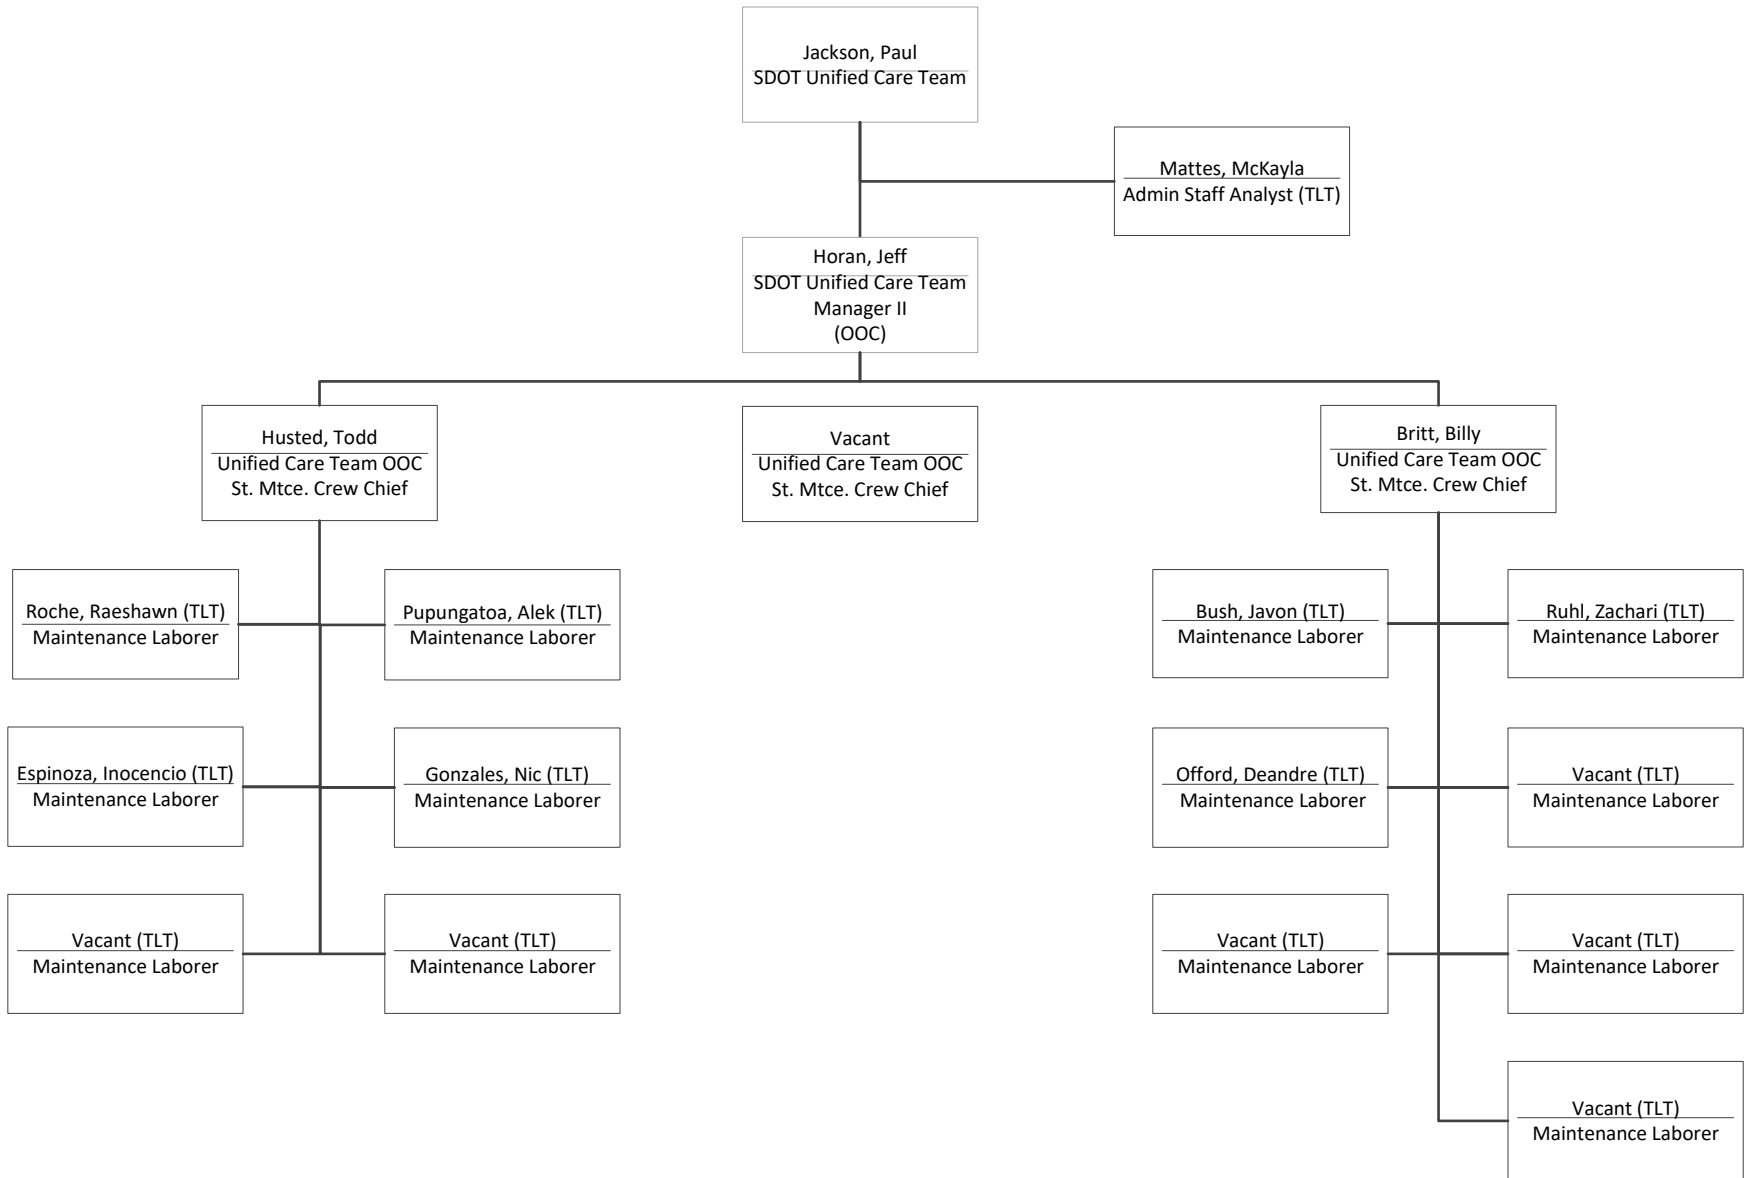 Jackson, Paul
SDOT Unified Care Team
Mattes, McKayla
Admin Staff Analyst (TLT)
Horan, Jeff
SDOT Unified Care Team
Manager II
(OOC)
Husted, Todd
Unified Care Team OOC
St. Mtce. Crew Chief
Vacant
Unified Care Team OOC
St. Mtce. Crew Chief
Britt, Billy
Unified Care Team OOC
St. Mtce. Crew Chief
Roche, Raeshawn (TLT)
Maintenance Laborer
Pupungatoa, Alek (TLT)
Maintenance Laborer
Bush, Javon (TLT)
Maintenance Laborer
Ruhl, Zachari (TLT)
Maintenance Laborer
Espinoza, Inocencio (TLT)
Maintenance Laborer
Gonzales, Nic (TLT)
Maintenance Laborer
Offord, Deandre (TLT)
Maintenance Laborer
Vacant (TLT)
Maintenance Laborer
Vacant (TLT)
Maintenance Laborer
Vacant (TLT)
Maintenance Laborer
Vacant (TLT)
Maintenance Laborer
Vacant (TLT)
Maintenance Laborer
Vacant (TLT)
Maintenance Laborer